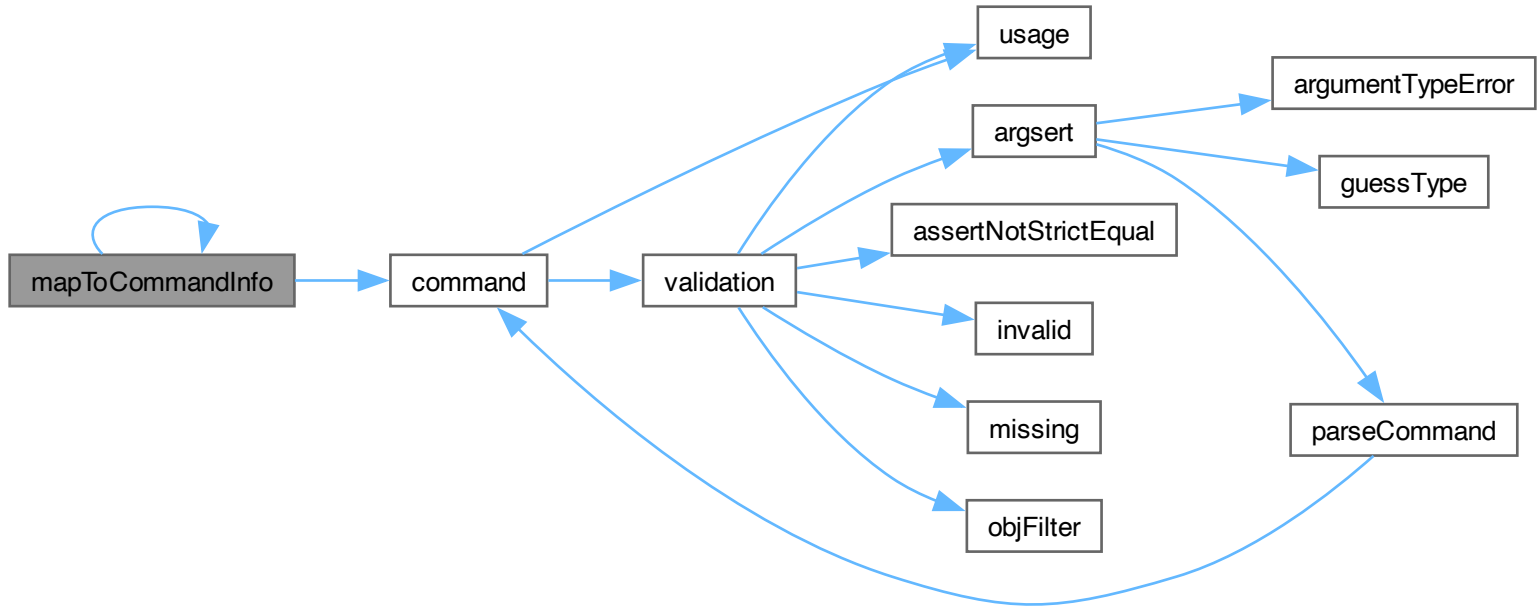 mapToCommandInfo
command
validation
usage
argsert
assertNotStrictEqual
invalid
missing
objFilter
argumentTypeError
guessType
parseCommand